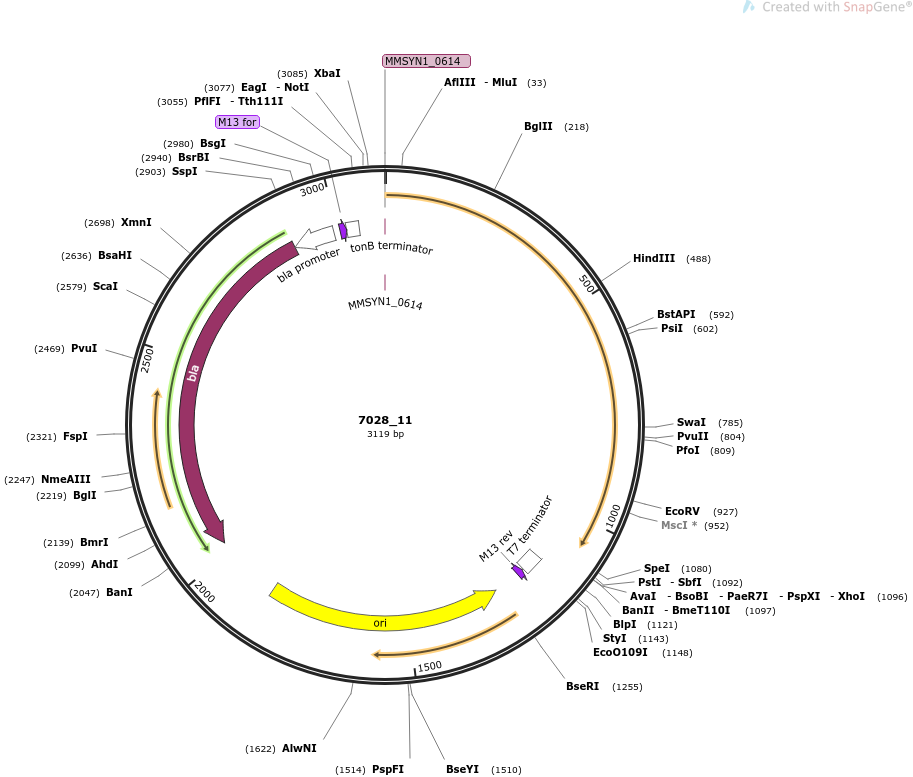 Created with SnapGene®
MMSYN1_0614
(3085) XbaI
(3077) EagI - NotI
(3055) PflFI - Tth111I
M13 for
(2980) BsgI
(2940) BsrBI
(2903) SspI
(2698) XmnI
(2636) BsaHI
(2579) ScaI
(2469) PvuI
(2321) FspI
(2247) NmeAIII
(2219) BglI
(2139) BmrI
(2099) AhdI
(2047) BanI
(1622) AlwNI
(1514) PspFI
BseYI (1510)
AflIII - MluI (33)
BglII (218)
HindIII (488)
BstAPI (592)
PsiI (602)
SwaI (785)
PvuII (804)
PfoI (809)
EcoRV (927)
MscI * (952)
SpeI (1080)
PstI - SbfI (1092)
AvaI - BsoBI - PaeR7I - PspXI - XhoI (1096)
BanII - BmeT110I (1097)
BlpI (1121)
StyI (1143)
EcoO109I (1148)
BseRI (1255)
500
1000
1500
2000
2500
3000
bla promoter
tonB terminator
MMSYN1_0614
bla
7028_11
3119 bp
M13 rev
T7 terminator
ori